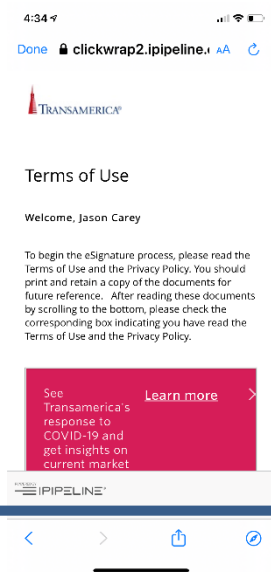 4:34
Done clickwrap2.ipipeline.c AA
TRANSAMERICA®
Terms of Use
Welcome, Jason Carey
To begin the eSignature process, please read the
Terms of Use and the Privacy Policy. You should
print and retain a copy of the documents for
future reference. After reading these documents
by scrolling to the bottom, please check the
corresponding box indicating you have read the
Terms of Use and the Privacy Policy.
See
Transamerica's
response to
COVID-19 and
get insights on
current market
Learn more
IPIPELINE®